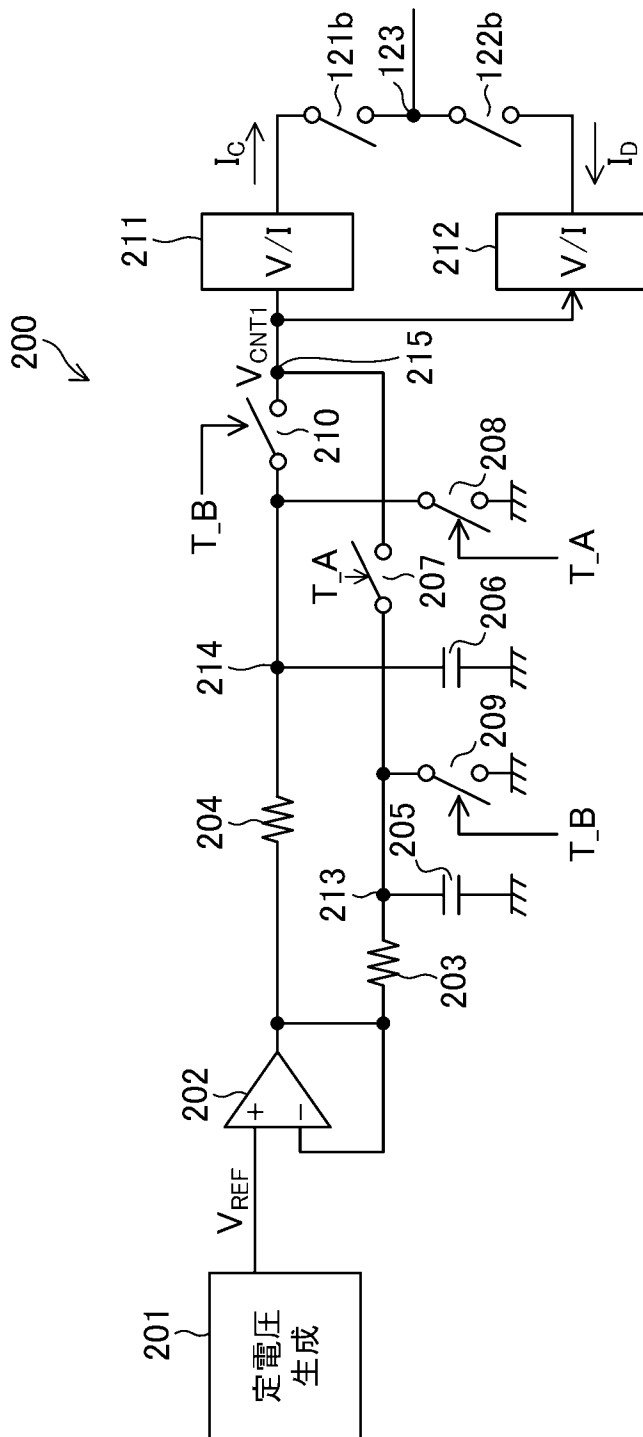 200
201
定電圧
生成
V_REF
202
+
−
204
203
213
205
T_B
209
214
206
T_A
207
T_A
208
T_B
210
V_CNT1
215
211
V/I
I_C
121b
123
122b
I_D
212
V/I